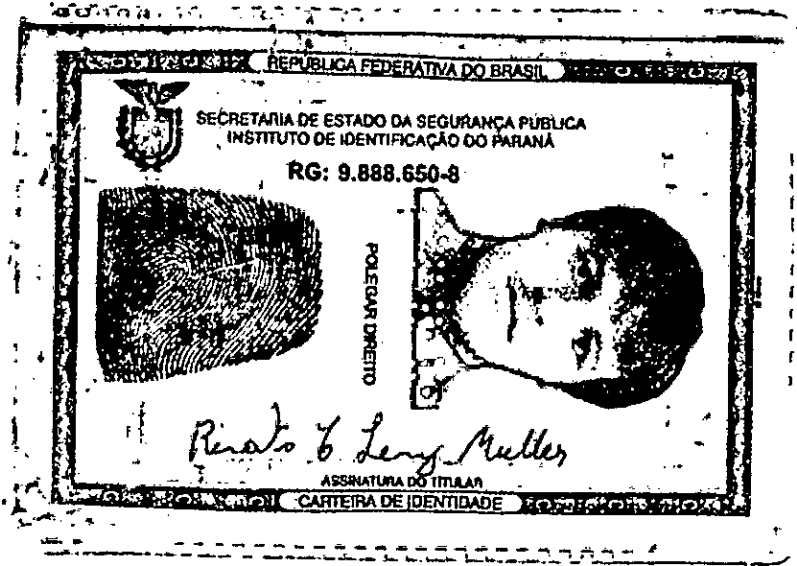 REPÚBLICA FEDERATIVA DO BRASIL
SECRETARIA DE ESTADO DA SEGURANÇA PÚBLICA
INSTITUTO DE IDENTIFICAÇÃO DO PARANÁ
RG: 9.888.650-8
POLEGAR DIREITO
Renato Muller
ASSINATURA DO TITULAR
CARTEIRA DE IDENTIDADE